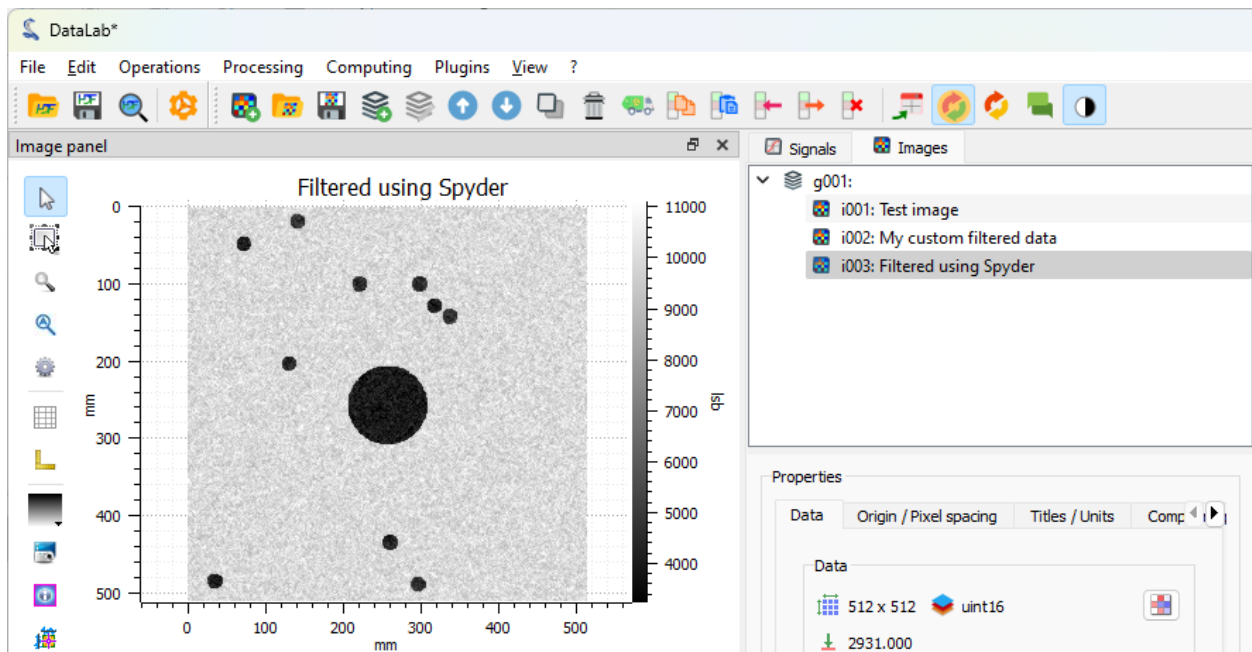 DataLab*
File Edit Operations Processing Computing Plugins View ?
Image panel
Signals Images
g001:
i001: Test image
i002: My custom filtered data
i003: Filtered using Spyder
Filtered using Spyder
0
100
200
300
400
500
mm
0 100 200 300 400 500
mm
11000
10000
9000
8000
7000
6000
5000
4000
lsb
Properties
Data Origin / Pixel spacing Titles / Units
Data
512 x 512 uint16
2931.000